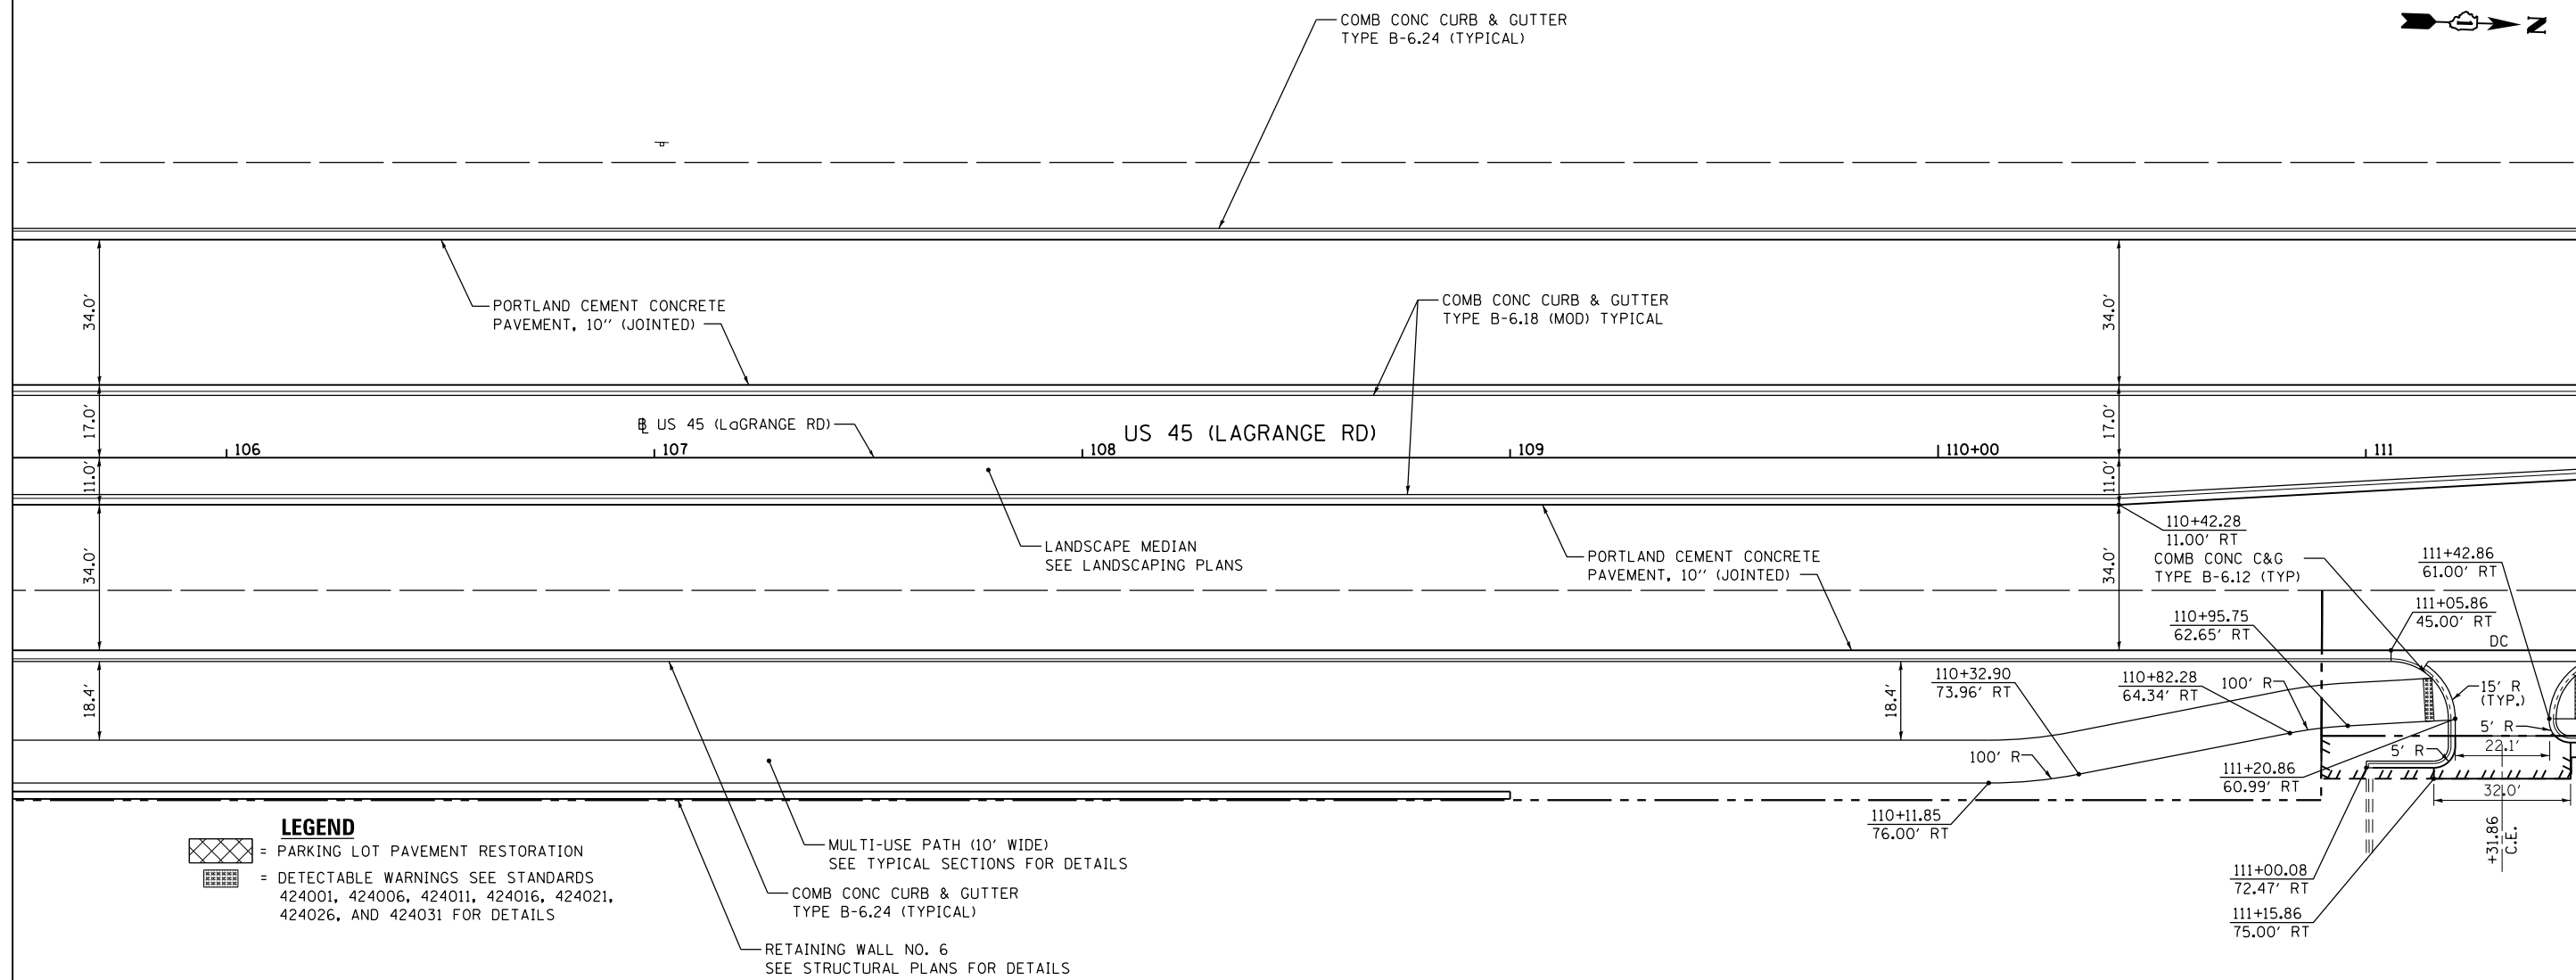 COMB CONC CURB & GUTTER
TYPE B-6.24 (TYPICAL)
N
34.0'
PORTLAND CEMENT CONCRETE
PAVEMENT, 10'' (JOINTED)
COMB CONC CURB & GUTTER
TYPE B-6.18 (MOD) TYPICAL
34.0'
17.0'
US 45 (LaGRANGE RD)
US 45 (LAGRANGE RD)
17.0'
106
107
108
109
110+00
111
11.0'
11.0'
34.0'
LANDSCAPE MEDIAN
SEE LANDSCAPING PLANS
PORTLAND CEMENT CONCRETE
PAVEMENT, 10'' (JOINTED)
34.0'
110+42.28
11.00' RT
COMB CONC C&G
TYPE B-6.12 (TYP)
111+42.86
61.00' RT
111+05.86
45.00' RT
110+95.75
62.65' RT
DC
18.4'
18.4'
110+32.90
73.96' RT
110+82.28
64.34' RT
100' R
15' R
(TYP.)
5' R
22.1'
5' R
100' R
111+20.86
60.99' RT
32.0'
110+11.85
76.00' RT
+31.86
C.E.
111+00.08
72.47' RT
111+15.86
75.00' RT
LEGEND
= PARKING LOT PAVEMENT RESTORATION
= DETECTABLE WARNINGS SEE STANDARDS
424001, 424006, 424011, 424016, 424021,
424026, AND 424031 FOR DETAILS
MULTI-USE PATH (10' WIDE)
SEE TYPICAL SECTIONS FOR DETAILS
COMB CONC CURB & GUTTER
TYPE B-6.24 (TYPICAL)
RETAINING WALL NO. 6
SEE STRUCTURAL PLANS FOR DETAILS